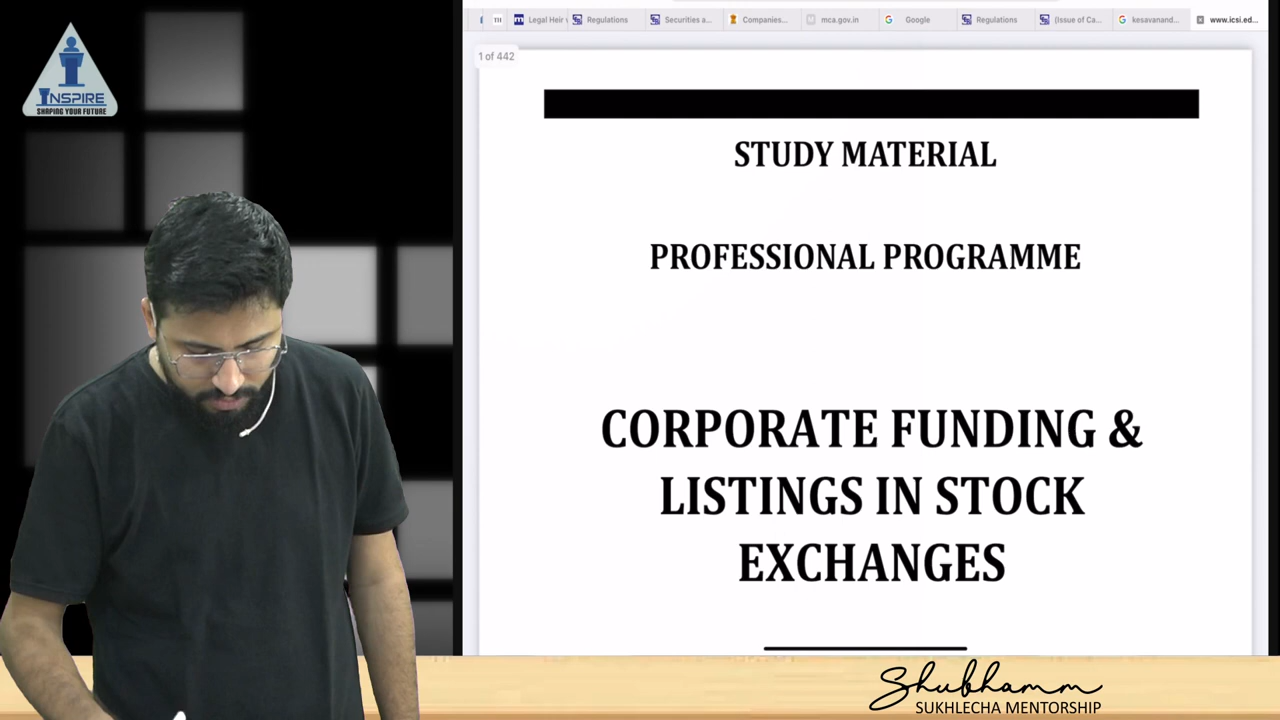 INSPIRE
SHAPING YOUR FUTURE
Legal Heir
Regulations
Securities a...
Companies...
mca.gov.in
Google
Regulations
(Issue of Ca...
kesavanand...
www.icsi.ed...
1 of 442
STUDY MATERIAL
PROFESSIONAL PROGRAMME
CORPORATE FUNDING &
LISTINGS IN STOCK
EXCHANGES
Shubhamm
SUKHLECHA MENTORSHIP